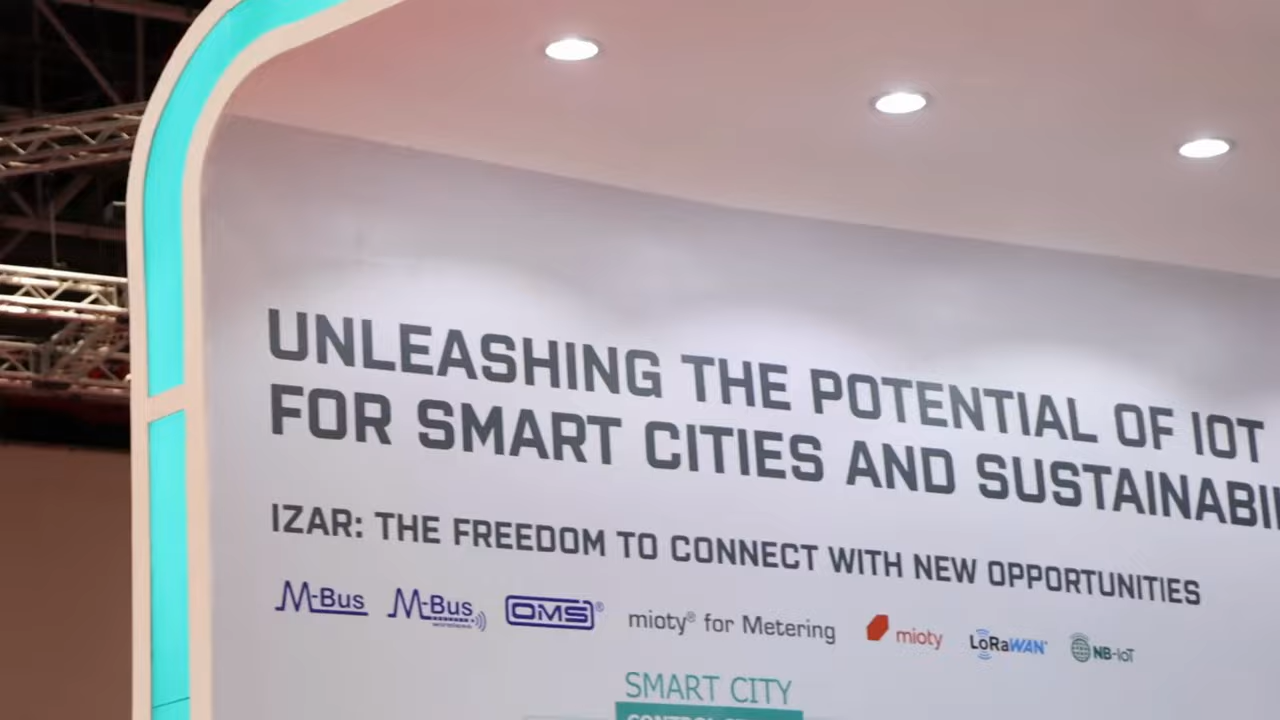 UNLEASHING THE POTENTIAL OF IOT
FOR SMART CITIES AND
IZAR: THE FREEDOM TO CONNECT WITH NEW OPPORTUNITIES
M-Bus M-Bus wireless OMS® mioty® for Metering mioty LoRaWAN NB-IoT
SMART CITY